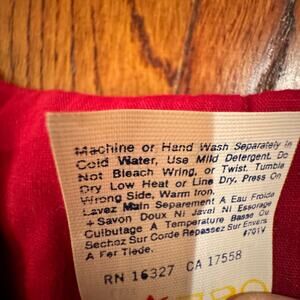 Machine or Hand Wash Separately in
Cold Water, Use Mild Detergent. Do
Not Bleach Wring, or Twist. Tumble
Dry Low Heat or Line Dry. Press On
Wrong Side, Warm Iron.
Lavez Main Separement A Eau Froide
+ Savon Doux Ni Javel Ni Essorage
Culbutage A Temperature Basse Ou
Sechoz Sur Corde Repassez Sur Envers
A Fer Tiede. #701V
RN 16327 CA 17558